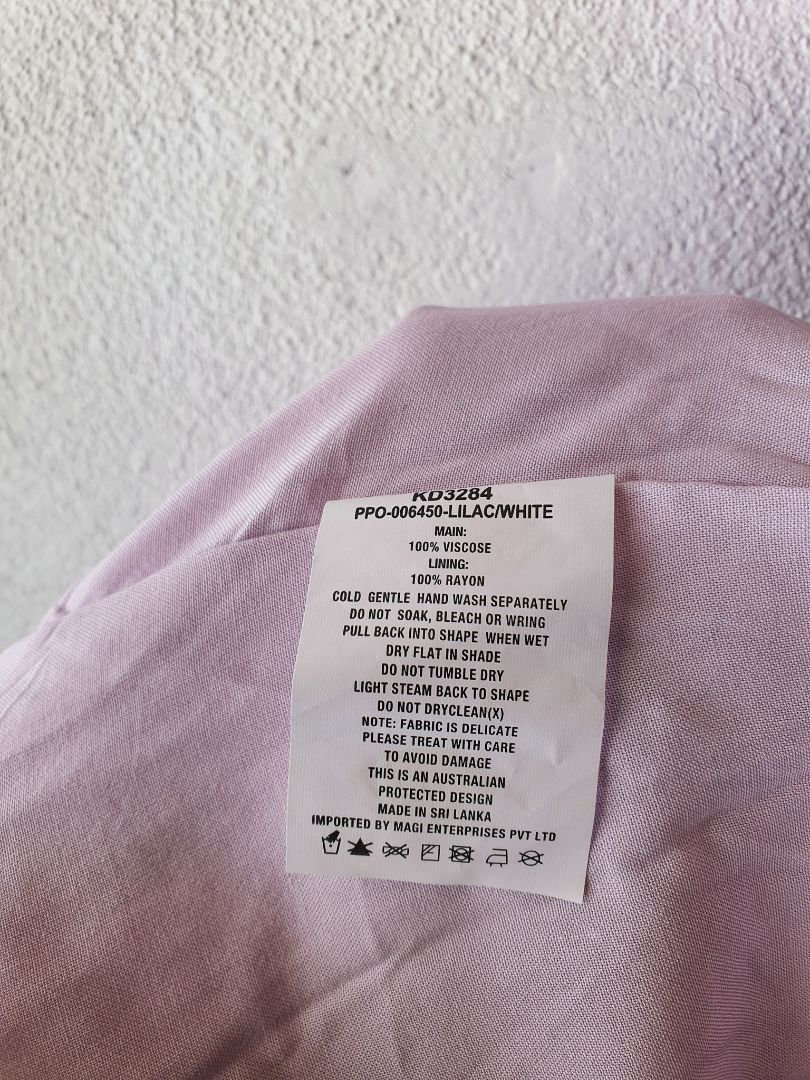 KD3284
PPO-006450-LILAC/WHITE
MAIN:
100% VISCOSE
LINING:
100% RAYON
COLD GENTLE HAND WASH SEPARATELY
DO NOT SOAK, BLEACH OR WRING
PULL BACK INTO SHAPE WHEN WET
DRY FLAT IN SHADE
DO NOT TUMBLE DRY
LIGHT STEAM BACK TO SHAPE
DO NOT DRYCLEAN(X)
NOTE: FABRIC IS DELICATE
PLEASE TREAT WITH CARE
TO AVOID DAMAGE
THIS IS AN AUSTRALIAN
PROTECTED DESIGN
MADE IN SRI LANKA
IMPORTED BY MAGI ENTERPRISES PVT LTD